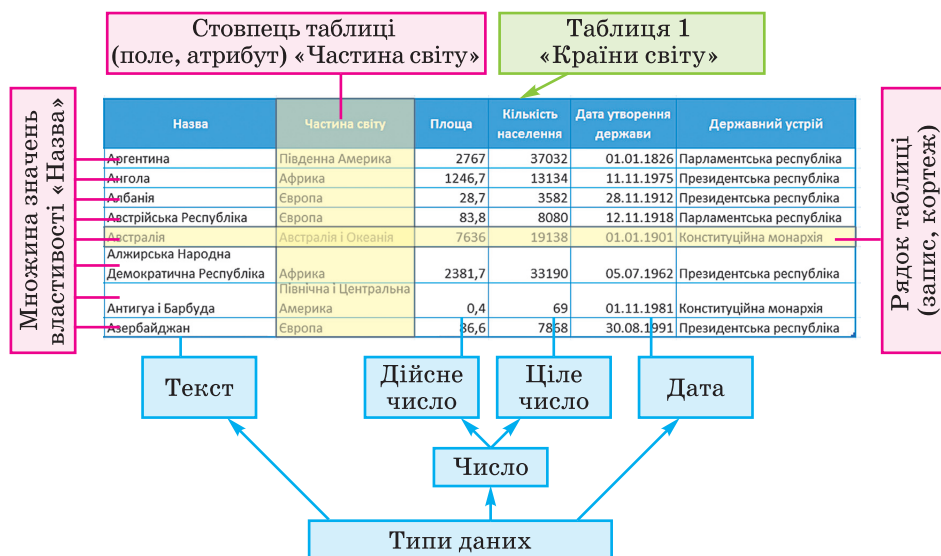 Стовпець таблиці
(поле, атрибут) «Частина світу»
Таблиця 1
«Країни світу»
Множина значень
властивості «Назва»
Назва Частина світу Площа Кількість населення Дата утворення держави Державний устрій
Аргентина Південна Америка 2767 37032 01.01.1826 Парламентська республіка
Ангола Африка 1246,7 13134 11.11.1975 Президентська республіка
Албанія Європа 28,7 3582 28.11.1912 Президентська республіка
Австрійська Республіка Європа 83,8 8080 12.11.1918 Парламентська республіка
Австралія Австралія і Океанія 7636 19138 01.01.1901 Конституційна монархія
Алжирська Народна
Демократична Республіка Африка 2381,7 33190 05.07.1962 Президентська республіка
Північна і Центральна
Антигуа і Барбуда Америка 0,4 69 01.11.1981 Конституційна монархія
Азербайджан Європа 86,6 7868 30.08.1991 Президентська республіка
Рядок таблиці
(запис, кортеж)
Текст
Дійсне
число
Ціле
число
Дата
Число
Типи даних